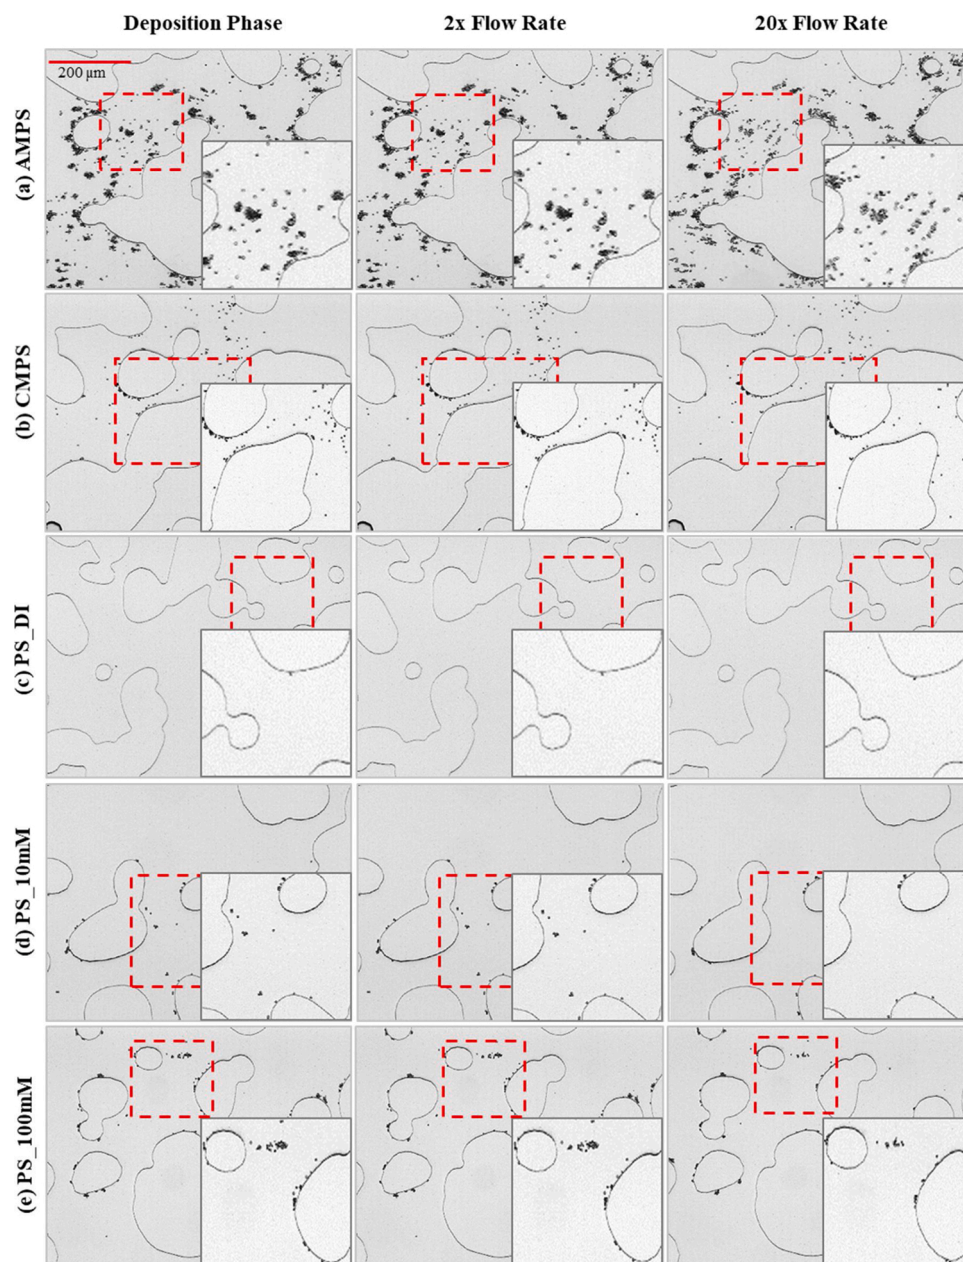 Deposition Phase
2x Flow Rate
20x Flow Rate
200 µm
(a) AMPS
(b) CMPS
(c) PS_DI
(d) PS_10mM
(e) PS_100mM